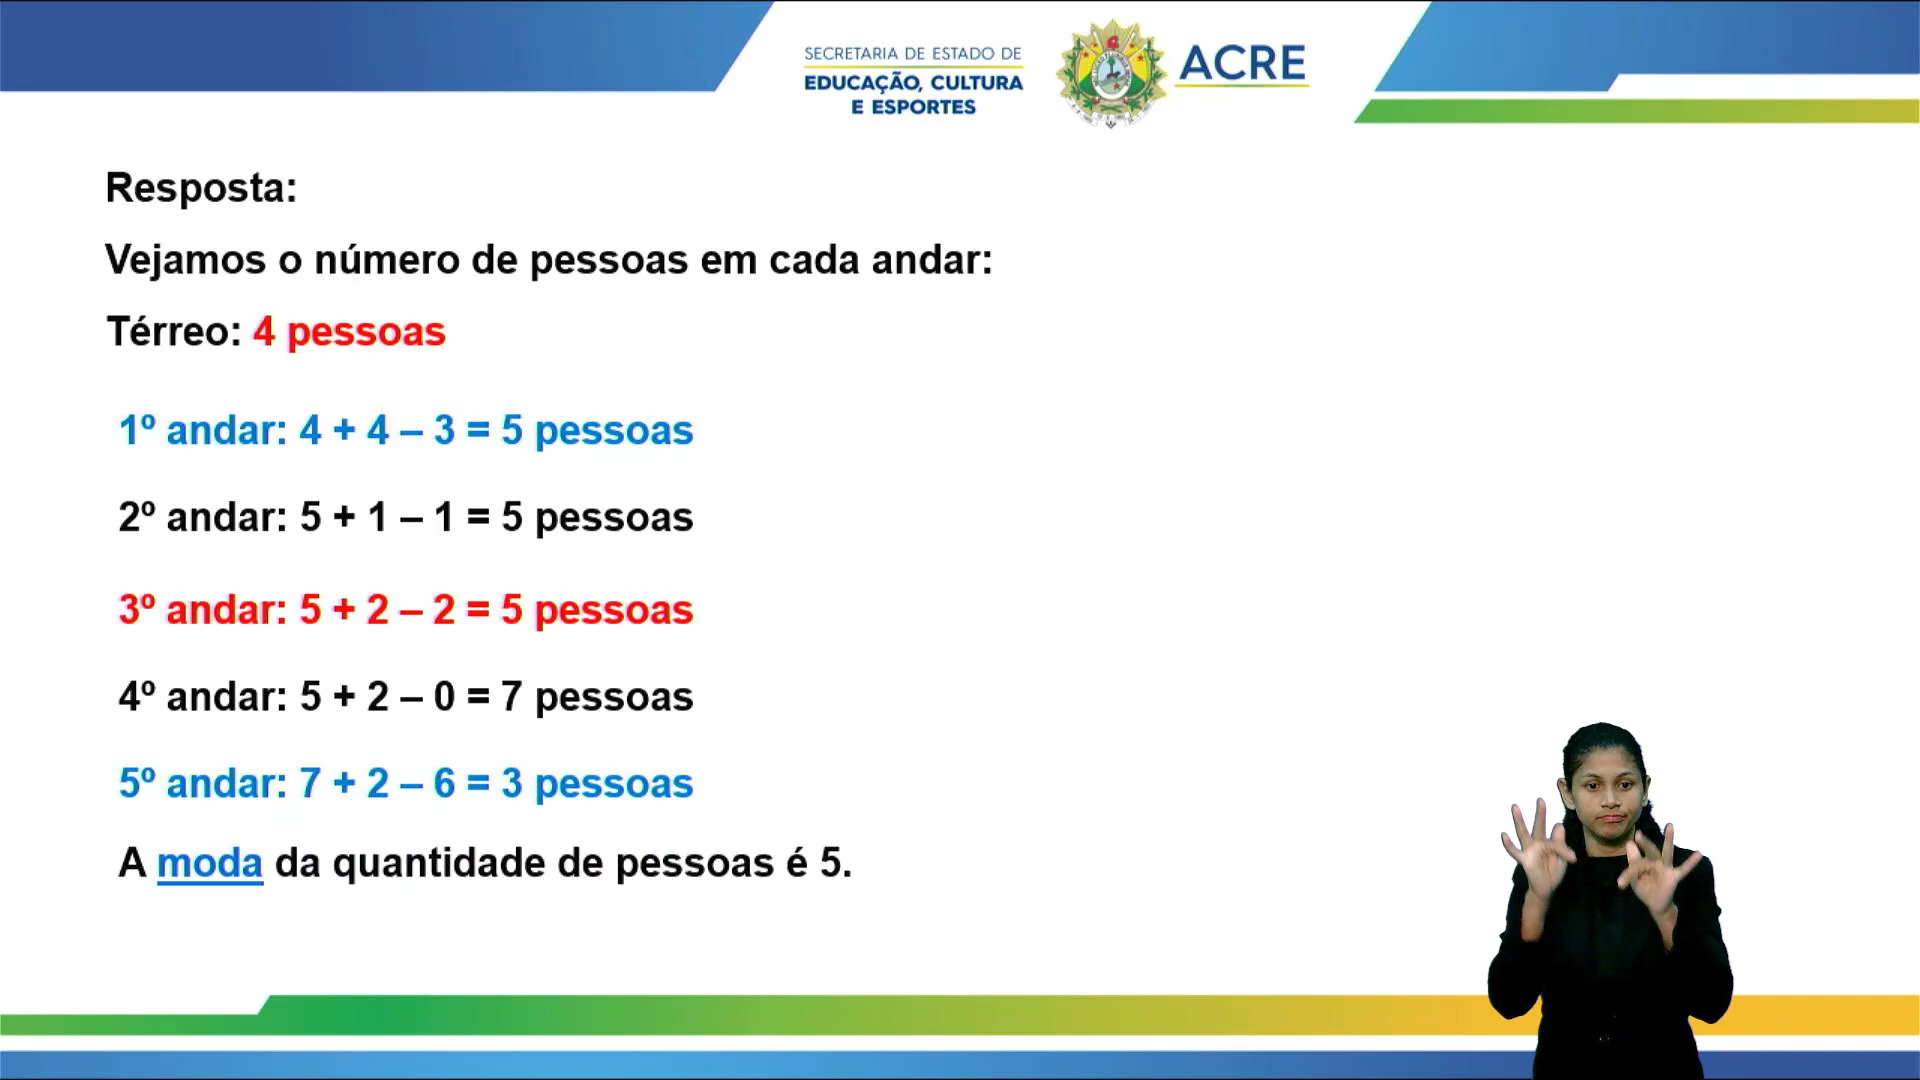 SECRETARIA DE ESTADO DE
EDUCAÇÃO, CULTURA
E ESPORTES
ACRE
Resposta:
Vejamos o número de pessoas em cada andar:
Térreo: 4 pessoas
1º andar: 4 + 4 – 3 = 5 pessoas
2º andar: 5 + 1 – 1 = 5 pessoas
3º andar: 5 + 2 – 2 = 5 pessoas
4º andar: 5 + 2 – 0 = 7 pessoas
5º andar: 7 + 2 – 6 = 3 pessoas
A moda da quantidade de pessoas é 5.